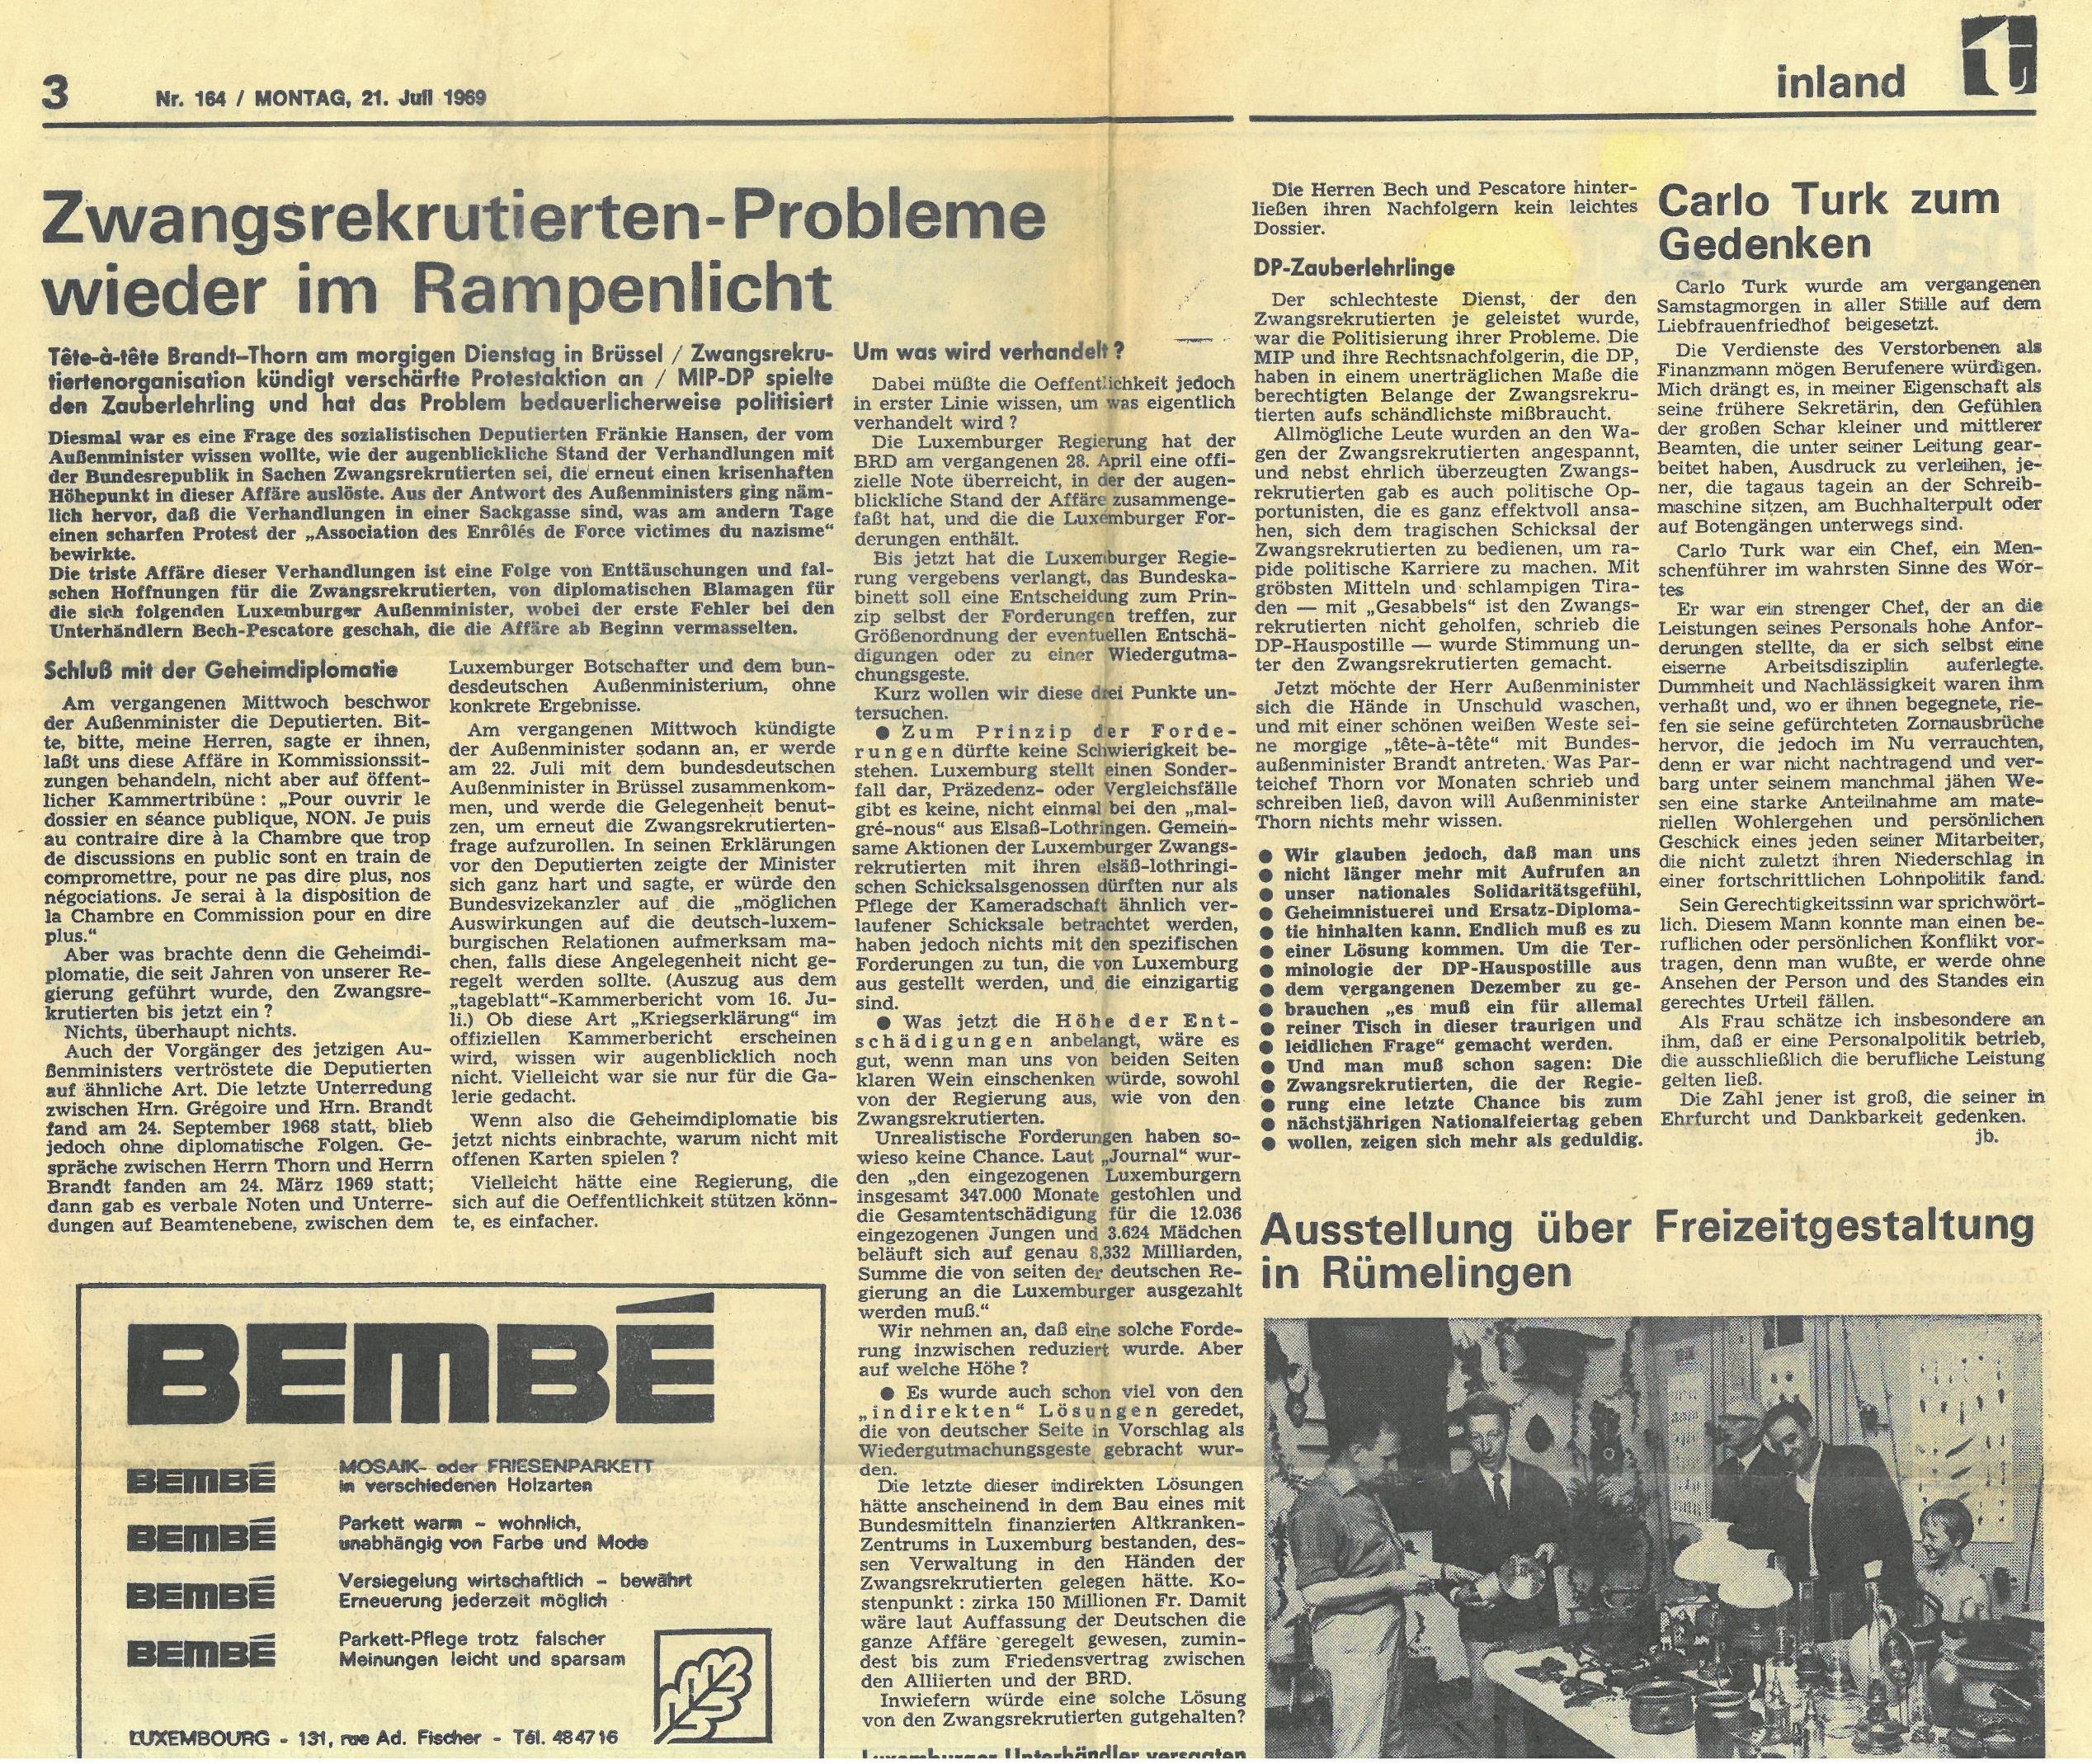 3
Nr. 164 / MONTAG, 21. Juli 1969
inland
Zwangsrekrutierten-Probleme
wieder im Rampenlicht
Tête-à-tête Brandt–Thorn am morgigen Dienstag in Brüssel / Zwangsrekru-
tiertenorganisation kündigt verschärfte Protestaktion an / MIP-DP spielte
den Zauberlehrling und hat das Problem bedauerlicherweise politisiert
Diesmal war es eine Frage des sozialistischen Deputierten Fränkie Hansen, der vom
Außenminister wissen wollte, wie der augenblickliche Stand der Verhandlungen mit
der Bundesrepublik in Sachen Zwangsrekrutierten sei, die erneut einen krisenhaften
Höhepunkt in dieser Affäre auslöste. Aus der Antwort des Außenministers ging näm-
lich hervor, daß die Verhandlungen in einer Sackgasse sind, was am andern Tage
einen scharfen Protest der „Association des Enrôlés de Force victimes du nazisme“
bewirkte.
Die triste Affäre dieser Verhandlungen ist eine Folge von Enttäuschungen und fal-
schen Hoffnungen für die Zwangsrekrutierten, von diplomatischen Blamagen für
die sich folgenden Luxemburger Außenminister, wobei der erste Fehler bei den
Unterhändlern Bech-Pescatore geschah, die die Affäre ab Beginn vermasselten.
Schluß mit der Geheimdiplomatie
Am vergangenen Mittwoch beschwor
der Außenminister die Deputierten. Bit-
te, bitte, meine Herren, sagte er ihnen,
laßt uns diese Affäre in Kommissionssit-
zungen behandeln, nicht aber auf öffent-
licher Kammertribüne : „Pour ouvrir le
dossier en séance publique, NON. Je puis
au contraire dire à la Chambre que trop
de discussions en public sont en train de
compromettre, pour ne pas dire plus, nos
négociations. Je serai à la disposition de
la Chambre en Commission pour en dire
plus.“
Aber was brachte denn die Geheimdi-
plomatie, die seit Jahren von unserer Re-
gierung geführt wurde, den Zwangsre-
krutierten bis jetzt ein ?
Nichts, überhaupt nichts.
Auch der Vorgänger des jetzigen Au-
ßenministers vertröstete die Deputierten
auf ähnliche Art. Die letzte Unterredung
zwischen Hrn. Grégoire und Hrn. Brandt
fand am 24. September 1968 statt, blieb
jedoch ohne diplomatische Folgen. Ge-
spräche zwischen Herrn Thorn und Herrn
Brandt fanden am 24. März 1969 statt;
dann gab es verbale Noten und Unterre-
dungen auf Beamtenebene, zwischen dem
Luxemburger Botschafter und dem bun-
desdeutschen Außenministerium, ohne
konkrete Ergebnisse.
Am vergangenen Mittwoch kündigte
der Außenminister sodann an, er werde
am 22. Juli mit dem bundesdeutschen
Außenminister in Brüssel zusammenkom-
men, und werde die Gelegenheit benut-
zen, um erneut die Zwangsrekrutierten-
frage aufzurollen. In seinen Erklärungen
vor den Deputierten zeigte der Minister
sich ganz hart und sagte, er würde den
Bundesvizekanzler auf die „möglichen
Auswirkungen auf die deutsch-luxem-
burgischen Relationen aufmerksam ma-
chen, falls diese Angelegenheit nicht ge-
regelt werden sollte. (Auszug aus dem
„tageblatt“-Kammerbericht vom 16. Ju-
li.) Ob diese Art „Kriegserklärung“ im
offiziellen Kammerbericht erscheinen
wird, wissen wir augenblicklich noch
nicht. Vielleicht war sie nur für die Ga-
lerie gedacht.
Wenn also die Geheimdiplomatie bis
jetzt nichts einbrachte, warum nicht mit
offenen Karten spielen ?
Vielleicht hätte eine Regierung, die
sich auf die Oeffentlichkeit stützen könn-
te, es einfacher.
BEMBÉ
BEMBÉ MOSAIK- oder FRIESENPARKETT
in verschiedenen Holzarten
BEMBÉ Parkett warm – wohnlich,
unabhängig von Farbe und Mode
BEMBÉ Versiegelung wirtschaftlich – bewährt
Erneuerung jederzeit möglich
BEMBÉ Parkett-Pflege trotz falscher
Meinungen leicht und sparsam
LUXEMBOURG - 131, rue Ad. Fischer - Tél. 484716
Um was wird verhandelt ?
Dabei müßte die Oeffentlichkeit jedoch
in erster Linie wissen, um was eigentlich
verhandelt wird ?
Die Luxemburger Regierung hat der
BRD am vergangenen 28. April eine offi-
zielle Note überreicht, in der der augen-
blickliche Stand der Affäre zusammenge-
faßt hat, und die die Luxemburger For-
derungen enthält.
Bis jetzt hat die Luxemburger Regie-
rung vergebens verlangt, das Bundeska-
binett soll eine Entscheidung zum Prin-
zip selbst der Forderungen treffen, zur
Größenordnung der eventuellen Entschä-
digungen oder zu einer Wiedergutma-
chungsgeste.
Kurz wollen wir diese drei Punkte un-
tersuchen.
● Zum Prinzip der Forde-
rungen dürfte keine Schwierigkeit be-
stehen. Luxemburg stellt einen Sonder-
fall dar, Präzedenz- oder Vergleichsfälle
gibt es keine, nicht einmal bei den „mal-
gré-nous“ aus Elsaß-Lothringen. Gemein-
same Aktionen der Luxemburger Zwangs-
rekrutierten mit ihren elsäß-lothringi-
schen Schicksalsgenossen dürften nur als
Pflege der Kameradschaft ähnlich ver-
laufener Schicksale betrachtet werden,
haben jedoch nichts mit den spezifischen
Forderungen zu tun, die von Luxemburg
aus gestellt werden, und die einzigartig
sind.
● Was jetzt die Höhe der Ent-
schädigungen anbelangt, wäre es
gut, wenn man uns von beiden Seiten
klaren Wein einschenken würde, sowohl
von der Regierung aus, wie von den
Zwangsrekrutierten.
Unrealistische Forderungen haben so-
wieso keine Chance. Laut „Journal“ wur-
den „den eingezogenen Luxemburgern
insgesamt 347.000 Monate gestohlen und
die Gesamtentschädigung für die 12.036
eingezogenen Jungen und 3.624 Mädchen
beläuft sich auf genau 8,332 Milliarden,
Summe die von seiten der deutschen Re-
gierung an die Luxemburger ausgezahlt
werden muß.“
Wir nehmen an, daß eine solche Forde-
rung inzwischen reduziert wurde. Aber
auf welche Höhe ?
● Es wurde auch schon viel von den
„indirekten“ Lösungen geredet,
die von deutscher Seite in Vorschlag als
Wiedergutmachungsgeste gebracht wur-
den.
Die letzte dieser indirekten Lösungen
hätte anscheinend in dem Bau eines mit
Bundesmitteln finanzierten Altkranken-
Zentrums in Luxemburg bestanden, des-
sen Verwaltung in den Händen der
Zwangsrekrutierten gelegen hätte. Ko-
stenpunkt : zirka 150 Millionen Fr. Damit
wäre laut Auffassung der Deutschen die
ganze Affäre geregelt gewesen, zumin-
dest bis zum Friedensvertrag zwischen
den Alliierten und der BRD.
Inwiefern würde eine solche Lösung
von den Zwangsrekrutierten gutgehalten?
Luxemburger Unterhändler versagten
Die Herren Bech und Pescatore hinter-
ließen ihren Nachfolgern kein leichtes
Dossier.
DP-Zauberlehrlinge
Der schlechteste Dienst, der den
Zwangsrekrutierten je geleistet wurde,
war die Politisierung ihrer Probleme. Die
MIP und ihre Rechtsnachfolgerin, die DP,
haben in einem unerträglichen Maße die
berechtigten Belange der Zwangsrekru-
tierten aufs schändlichste mißbraucht.
Allmögliche Leute wurden an den Wa-
gen der Zwangsrekrutierten angespannt,
und nebst ehrlich überzeugten Zwangs-
rekrutierten gab es auch politische Op-
portunisten, die es ganz effektvoll ansa-
hen, sich dem tragischen Schicksal der
Zwangsrekrutierten zu bedienen, um ra-
pide politische Karriere zu machen. Mit
gröbsten Mitteln und schlampigen Tira-
den — mit „Gesabbels“ ist den Zwangs-
rekrutierten nicht geholfen, schrieb die
DP-Hauspostille — wurde Stimmung un-
ter den Zwangsrekrutierten gemacht.
Jetzt möchte der Herr Außenminister
sich die Hände in Unschuld waschen,
und mit einer schönen weißen Weste sei-
ne morgige „tête-à-tête“ mit Bundes-
außenminister Brandt antreten. Was Par-
teichef Thorn vor Monaten schrieb und
schreiben ließ, davon will Außenminister
Thorn nichts mehr wissen.
● Wir glauben jedoch, daß man uns
● nicht länger mehr mit Aufrufen an
● unser nationales Solidaritätsgefühl,
● Geheimnistuerei und Ersatz-Diploma-
● tie hinhalten kann. Endlich muß es zu
● einer Lösung kommen. Um die Ter-
● minologie der DP-Hauspostille aus
● dem vergangenen Dezember zu ge-
● brauchen „es muß ein für allemal
● reiner Tisch in dieser traurigen und
● leidlichen Frage“ gemacht werden.
● Und man muß schon sagen: Die
● Zwangsrekrutierten, die der Regie-
● rung eine letzte Chance bis zum
● nächstjährigen Nationalfeiertag geben
● wollen, zeigen sich mehr als geduldig.
Carlo Turk zum
Gedenken
Carlo Turk wurde am vergangenen
Samstagmorgen in aller Stille auf dem
Liebfrauenfriedhof beigesetzt.
Die Verdienste des Verstorbenen als
Finanzmann mögen Berufenere würdigen.
Mich drängt es, in meiner Eigenschaft als
seine frühere Sekretärin, den Gefühlen
der großen Schar kleiner und mittlerer
Beamten, die unter seiner Leitung gear-
beitet haben, Ausdruck zu verleihen, je-
ner, die tagaus tagein an der Schreib-
maschine sitzen, am Buchhalterpult oder
auf Botengängen unterwegs sind.
Carlo Turk war ein Chef, ein Men-
schenführer im wahrsten Sinne des Wor-
tes
Er war ein strenger Chef, der an die
Leistungen seines Personals hohe Anfor-
derungen stellte, da er sich selbst eine
eiserne Arbeitsdisziplin auferlegte.
Dummheit und Nachlässigkeit waren ihm
verhaßt und, wo er ihnen begegnete, rie-
fen sie seine gefürchteten Zornausbrüche
hervor, die jedoch im Nu verrauchten,
denn er war nicht nachtragend und ver-
barg unter seinem manchmal jähen We-
sen eine starke Anteilnahme am mate-
riellen Wohlergehen und persönlichen
Geschick eines jeden seiner Mitarbeiter,
die nicht zuletzt ihren Niederschlag in
einer fortschrittlichen Lohnpolitik fand.
Sein Gerechtigkeitssinn war sprichwört-
lich. Diesem Mann konnte man einen be-
ruflichen oder persönlichen Konflikt vor-
tragen, denn man wußte, er werde ohne
Ansehen der Person und des Standes ein
gerechtes Urteil fällen.
Als Frau schätze ich insbesondere an
ihm, daß er eine Personalpolitik betrieb,
die ausschließlich die berufliche Leistung
gelten ließ.
Die Zahl jener ist groß, die seiner in
Ehrfurcht und Dankbarkeit gedenken.
jb.
Ausstellung über Freizeitgestaltung
in Rümelingen